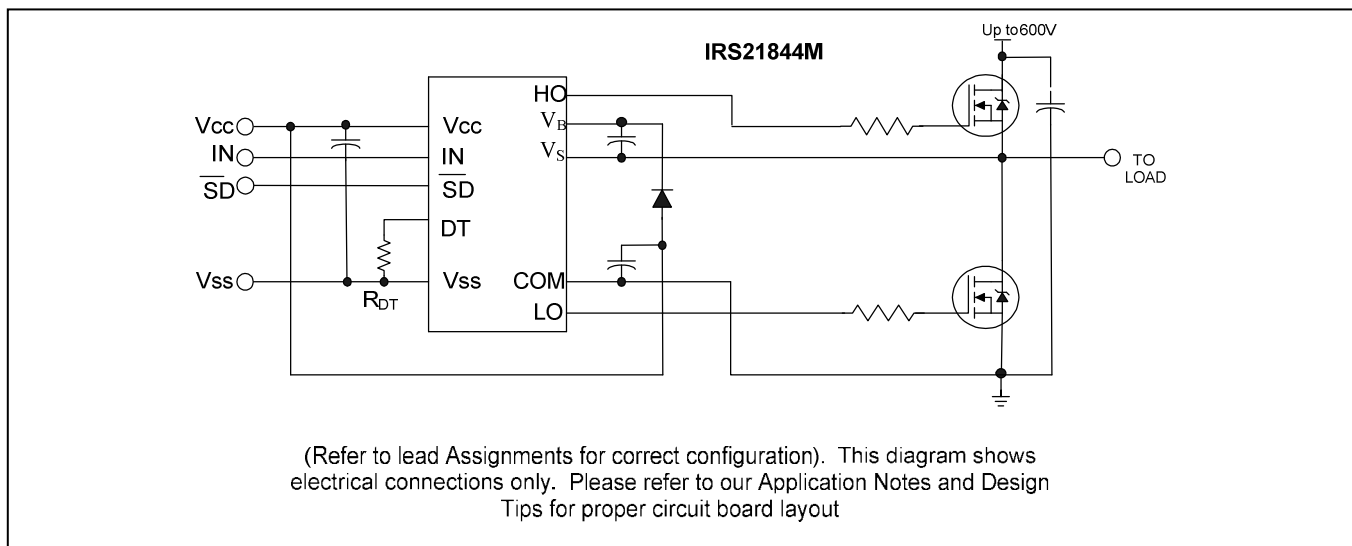 Up to 600V
IRS21844M
HO
VB
VS
Vcc
Vcc
IN
IN
SD
SD
DT
TO
LOAD
Vss
Vss
RDT
COM
LO
(Refer to lead Assignments for correct configuration). This diagram shows
electrical connections only. Please refer to our Application Notes and Design
Tips for proper circuit board layout